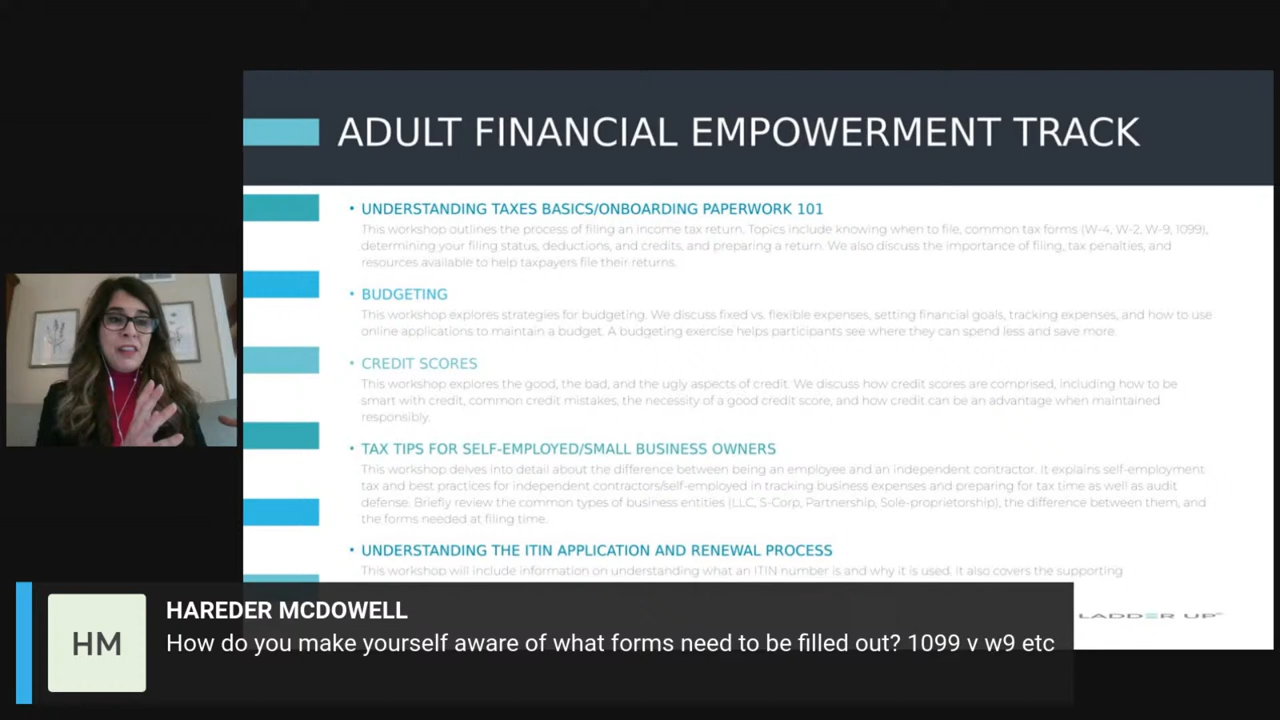 ADULT FINANCIAL EMPOWERMENT TRACK
• UNDERSTANDING TAXES BASICS/ONBOARDING PAPERWORK 101
This workshop outlines the process of filing an income tax return. Topics include knowing when to file, common tax forms (W-4, W-2, W-9, 1099),
determining your filing status, deductions, and credits, and preparing a return. We also discuss the importance of filing, tax penalties, and
resources available to help taxpayers file their returns.
• BUDGETING
This workshop explores strategies for budgeting. We discuss fixed vs. flexible expenses, setting financial goals, tracking expenses, and how to use
online applications to maintain a budget. A budgeting exercise helps participants see where they can spend less and save more.
• CREDIT SCORES
This workshop explores the good, the bad, and the ugly aspects of credit. We discuss how credit scores are comprised, including how to be
smart with credit, common credit mistakes, the necessity of a good credit score, and how credit can be an advantage when maintained
responsibly.
• TAX TIPS FOR SELF-EMPLOYED/SMALL BUSINESS OWNERS
This workshop delves into detail about the difference between being an employee and an independent contractor. It explains self-employment
tax and best practices for independent contractors/self-employed in tracking business expenses and preparing for tax time as well as audit
defense. Briefly review the common types of business entities (LLC, S-Corp, Partnership, Sole-proprietorship), the difference between them, and
the forms needed at filing time.
• UNDERSTANDING THE ITIN APPLICATION AND RENEWAL PROCESS
This workshop will include information on understanding what an ITIN number is and why it is used. It also covers the supporting
LADDER UP
HM
HAREDER MCDOWELL
How do you make yourself aware of what forms need to be filled out? 1099 v w9 etc